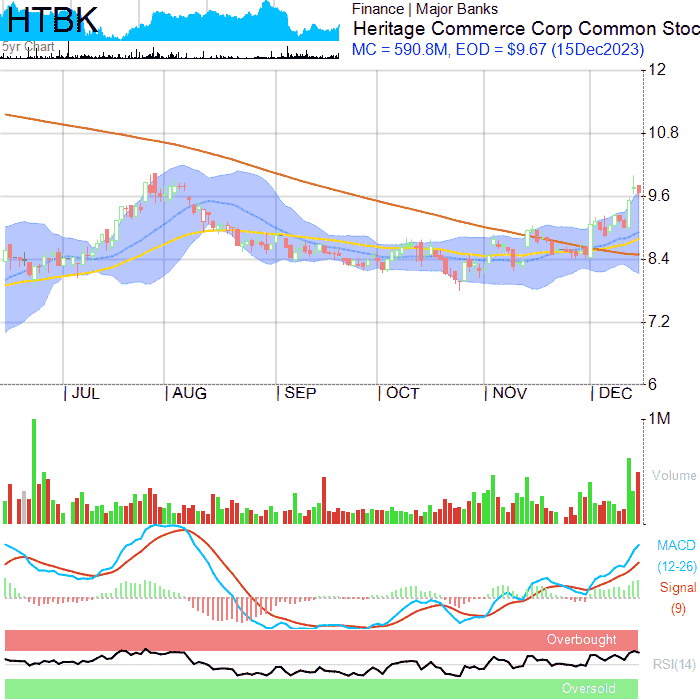 HTBK
5yr Chart
Finance | Major Banks
Heritage Commerce Corp Common Stoc
MC = 590.8M, EOD = $9.67 (15Dec2023)
12
10.8
9.6
8.4
7.2
6
JUL AUG SEP OCT NOV DEC
1M
Volume
MACD
(12-26)
Signal
(9)
Overbought
RSI(14)
Oversold